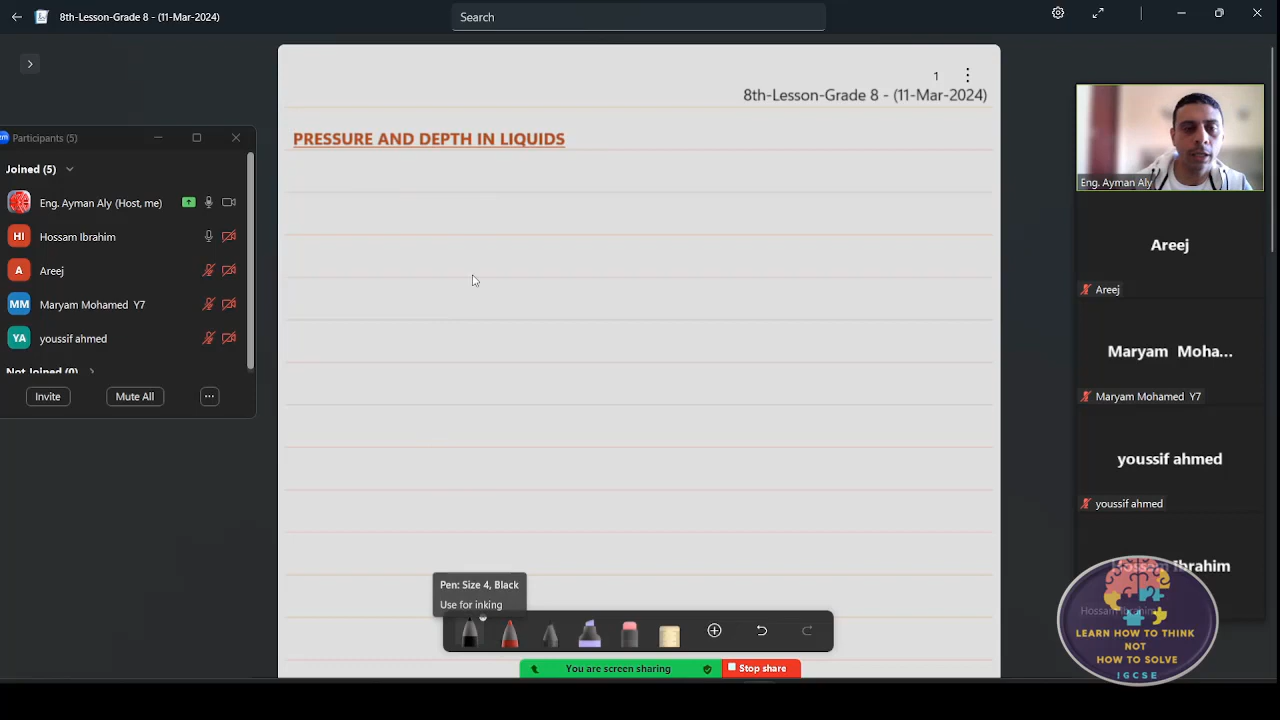 8th-Lesson-Grade 8 - (11-Mar-2024)
Search
1
8th-Lesson-Grade 8 - (11-Mar-2024)
PRESSURE AND DEPTH IN LIQUIDS
Participants (5)
Joined (5)
Eng. Ayman Aly (Host, me)
HI Hossam Ibrahim
A Areej
MM Maryam Mohamed Y7
YA youssif ahmed
Not Joined (0)
Invite
Mute All
Pen: Size 4, Black
Use for inking
You are screen sharing
Stop share
Eng. Ayman Aly
Areej
Areej
Maryam Moha...
Maryam Mohamed Y7
youssif ahmed
youssif ahmed
Hossam Ibrahim
Hossam Ibrahim
LEARN HOW TO THINK
NOT
HOW TO SOLVE
IGCSE